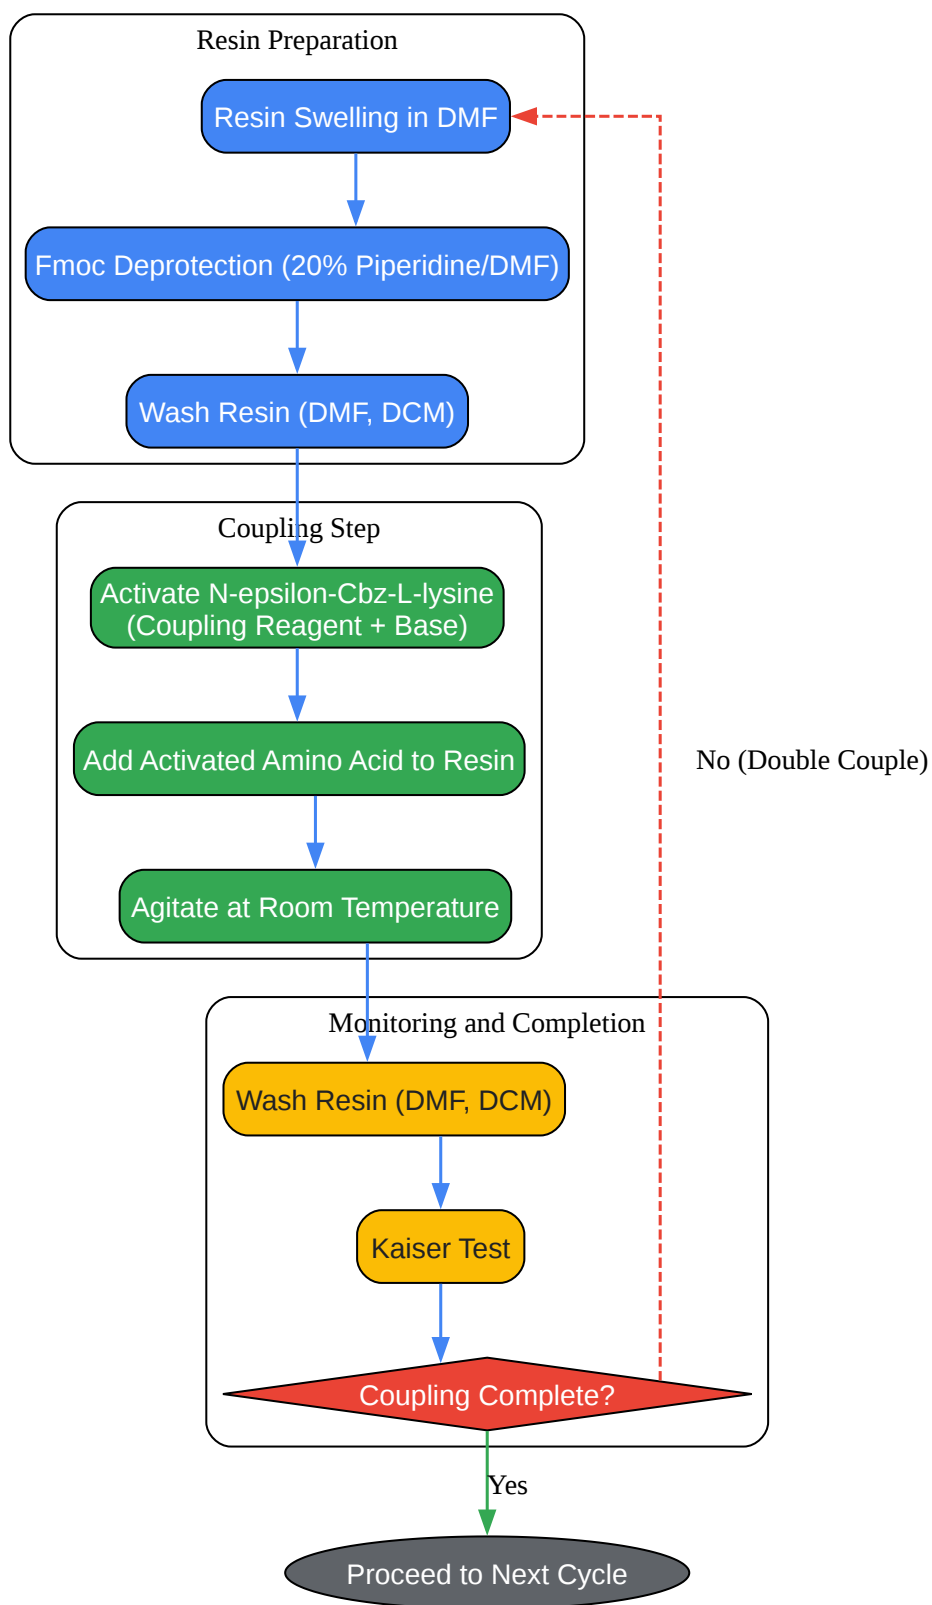 Resin Preparation
Resin Swelling in DMF
Fmoc Deprotection (20% Piperidine/DMF)
Wash Resin (DMF, DCM)
Coupling Step
Activate N-epsilon-Cbz-L-lysine
(Coupling Reagent + Base)
Add Activated Amino Acid to Resin
No (Double Couple)
Agitate at Room Temperature
Monitoring and Completion
Wash Resin (DMF, DCM)
Kaiser Test
Coupling Complete?
Yes
Proceed to Next Cycle